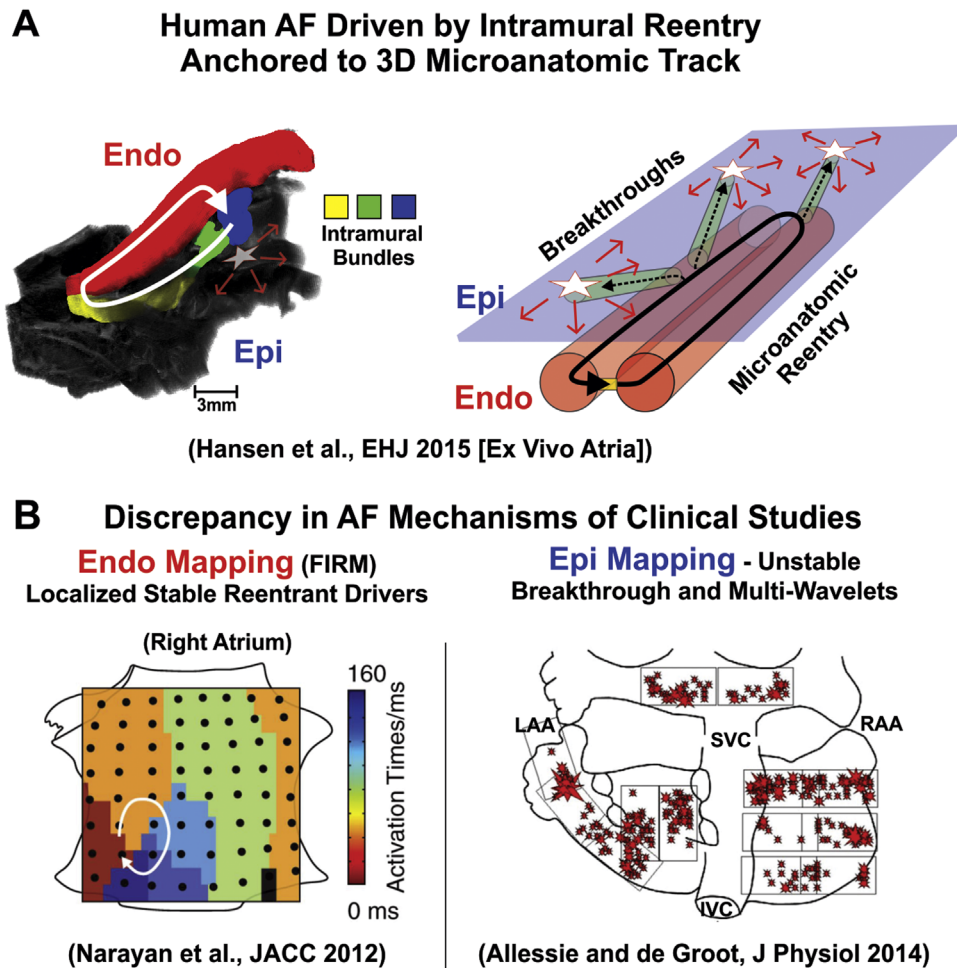 A
Human AF Driven by Intramural Reentry
Anchored to 3D Microanatomic Track
Endo
Intramural
Bundles
Epi
3mm
Breakthroughs
Epi
Endo
Microanatomic
Reentry
(Hansen et al., EHJ 2015 [Ex Vivo Atria])
B
Discrepancy in AF Mechanisms of Clinical Studies
Endo Mapping (FIRM)
Localized Stable Reentrant Drivers
(Right Atrium)
160
Activation Times/ms
0 ms
(Narayan et al., JACC 2012)
Epi Mapping - Unstable
Breakthrough and Multi-Wavelets
LAA
SVC
RAA
IVC
(Allessie and de Groot, J Physiol 2014)